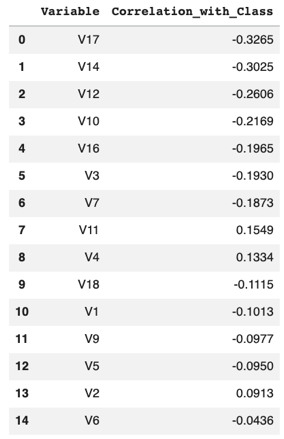 Variable Correlation_with_Class
0 V17 -0.3265
1 V14 -0.3025
2 V12 -0.2606
3 V10 -0.2169
4 V16 -0.1965
5 V3 -0.1930
6 V7 -0.1873
7 V11 0.1549
8 V4 0.1334
9 V18 -0.1115
10 V1 -0.1013
11 V9 -0.0977
12 V5 -0.0950
13 V2 0.0913
14 V6 -0.0436